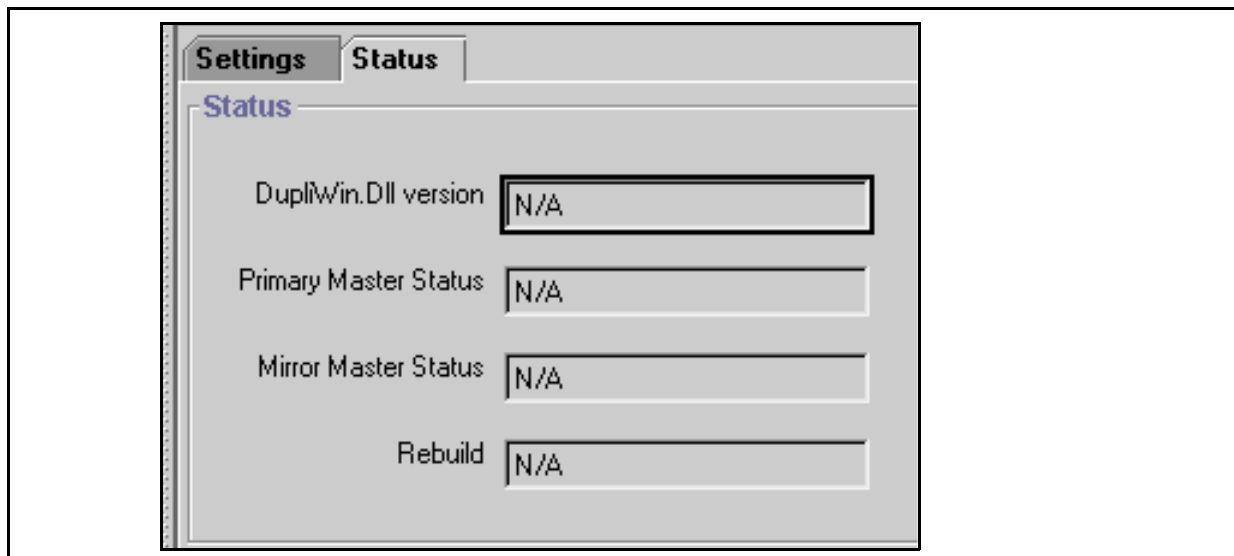 Settings Status
Status
DupliWin.Dll version N/A
Primary Master Status N/A
Mirror Master Status N/A
Rebuild N/A